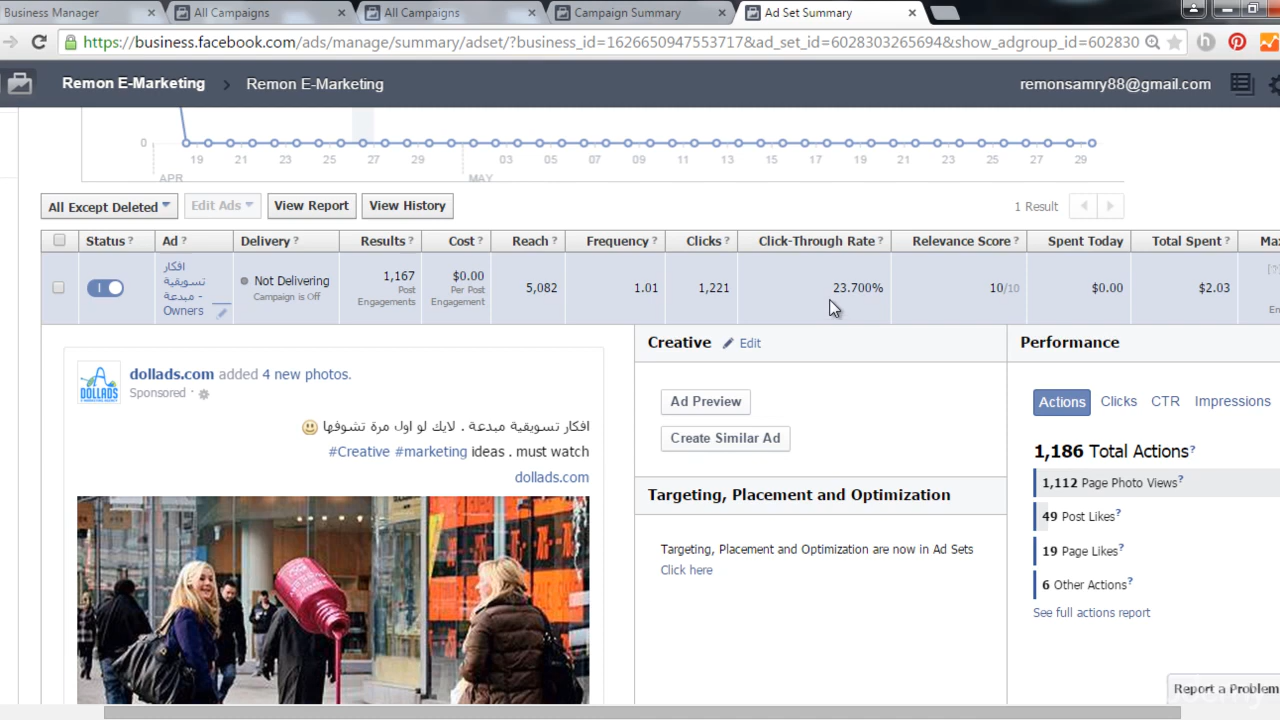 Business Manager
All Campaigns
All Campaigns
Campaign Summary
Ad Set Summary
https://business.facebook.com/ads/manage/summary/adset/?business_id=1626650947553717&ad_set_id=6028303265694&show_adgroup_id=602830
Remon E-Marketing > Remon E-Marketing
remonsamry88@gmail.com
0
19 21 23 25 27 29 03 05 07 09 11 13 15 17 19 21 23 25 27 29
APR MAY
All Except Deleted Edit Ads View Report View History 1 Result
Status? Ad? Delivery? Results? Cost? Reach? Frequency? Clicks? Click-Through Rate? Relevance Score? Spent Today Total Spent?
افكار
تسويقية
مبدعة -
Owners
Not Delivering
Campaign is Off
1,167
Post
Engagements
$0.00
Per Post
Engagement
5,082
1.01
1,221
23.700%
10/10
$0.00
$2.03
[?]
dollads.com added 4 new photos.
Sponsored ·
افكار تسويقية مبدعة . لايك لو اول مرة تشوفها 😃
#Creative #marketing ideas . must watch
dollads.com
DOLLADS
Creative Edit
Ad Preview
Create Similar Ad
Targeting, Placement and Optimization
Targeting, Placement and Optimization are now in Ad Sets
Click here
Performance
Actions Clicks CTR Impressions
1,186 Total Actions?
1,112 Page Photo Views?
49 Post Likes?
19 Page Likes?
6 Other Actions?
See full actions report
Report a Problem